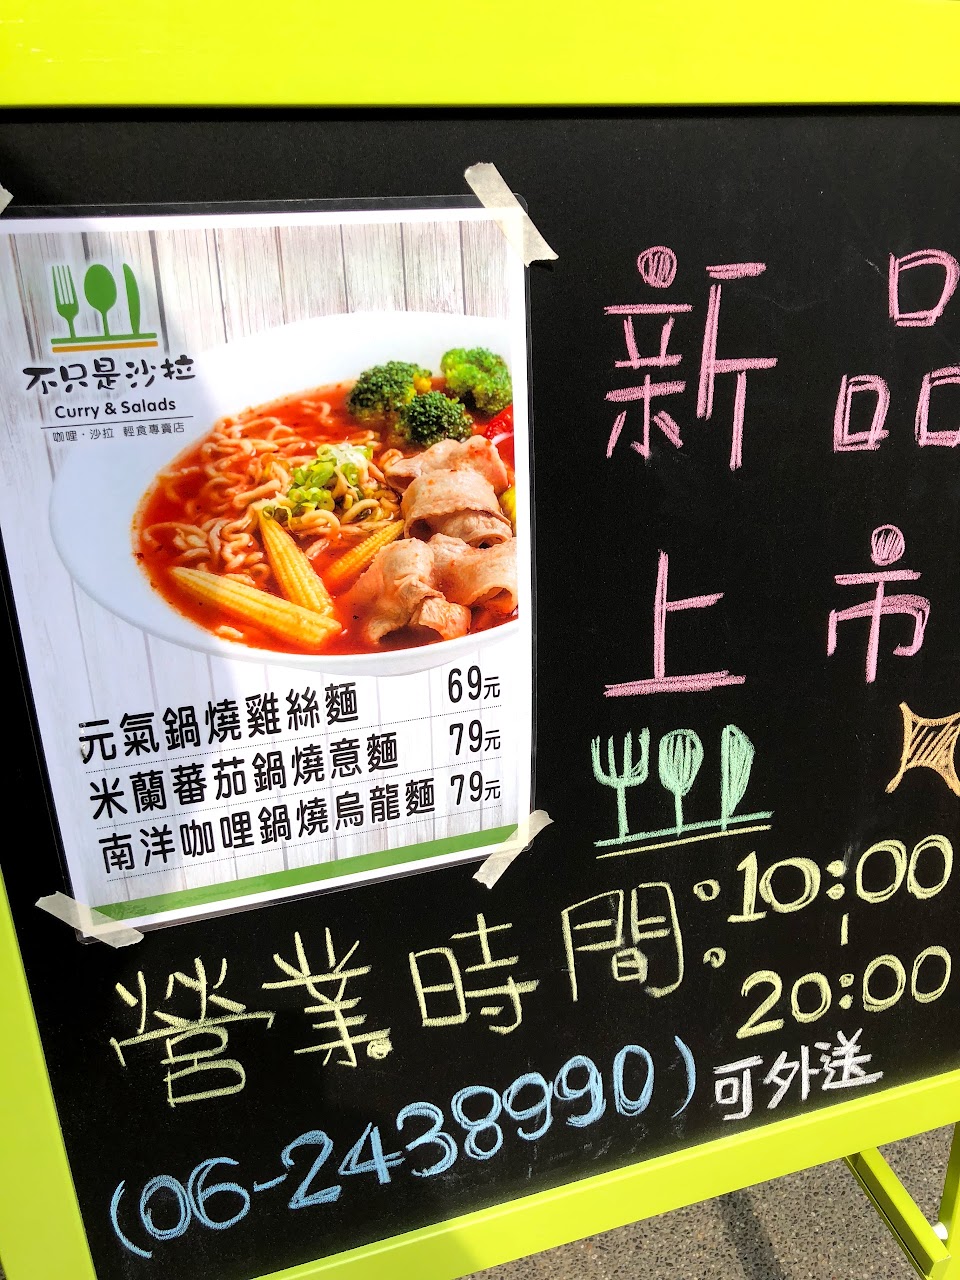 不只是沙拉
Curry & Salads
咖哩・沙拉 輕食專賣店
元氣鍋燒雞絲麵 69元
米蘭蕃茄鍋燒意麵 79元
南洋咖哩鍋燒烏龍麵 79元
新品
上市
營業時間:10:00
|
20:00
(06-2438990)可外送